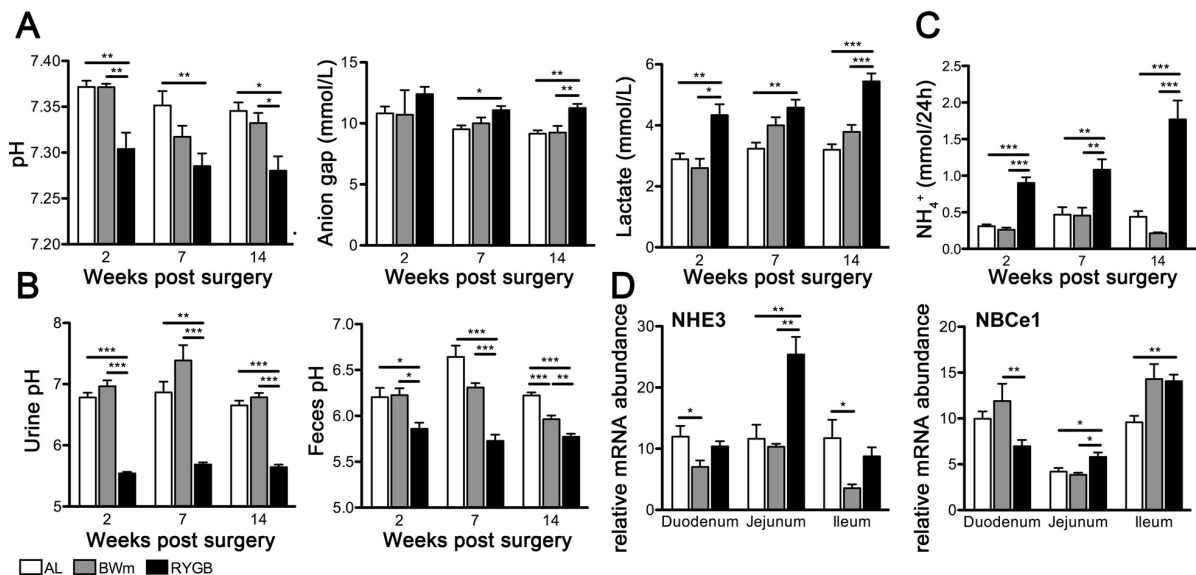 A
pH
7.40
7.35
7.30
7.25
7.20
** ** ** * *
2 7 14
Weeks post surgery
Anion gap (mmol/L)
15
10
5
0
* ** **
2 7 14
Weeks post surgery
Lactate (mmol/L)
6
4
2
0
** * ** *** ***
2 7 14
Weeks post surgery
C
NH4+ (mmol/24h)
2.5
2.0
1.5
1.0
0.5
0.0
*** *** ** ** *** ***
2 7 14
Weeks post surgery
B
Urine pH
8
7
6
5
*** *** ** *** *** ***
2 7 14
Weeks post surgery
Feces pH
6.5
7.0
6.0
5.5
5.0
* * *** *** *** *** **
2 7 14
Weeks post surgery
D
NHE3
relative mRNA abundance
40
30
20
10
0
* ** ** *
Duodenum Jejunum Ileum
NBCe1
relative mRNA abundance
20
15
10
5
0
** * * **
Duodenum Jejunum Ileum
AL BWm RYGB